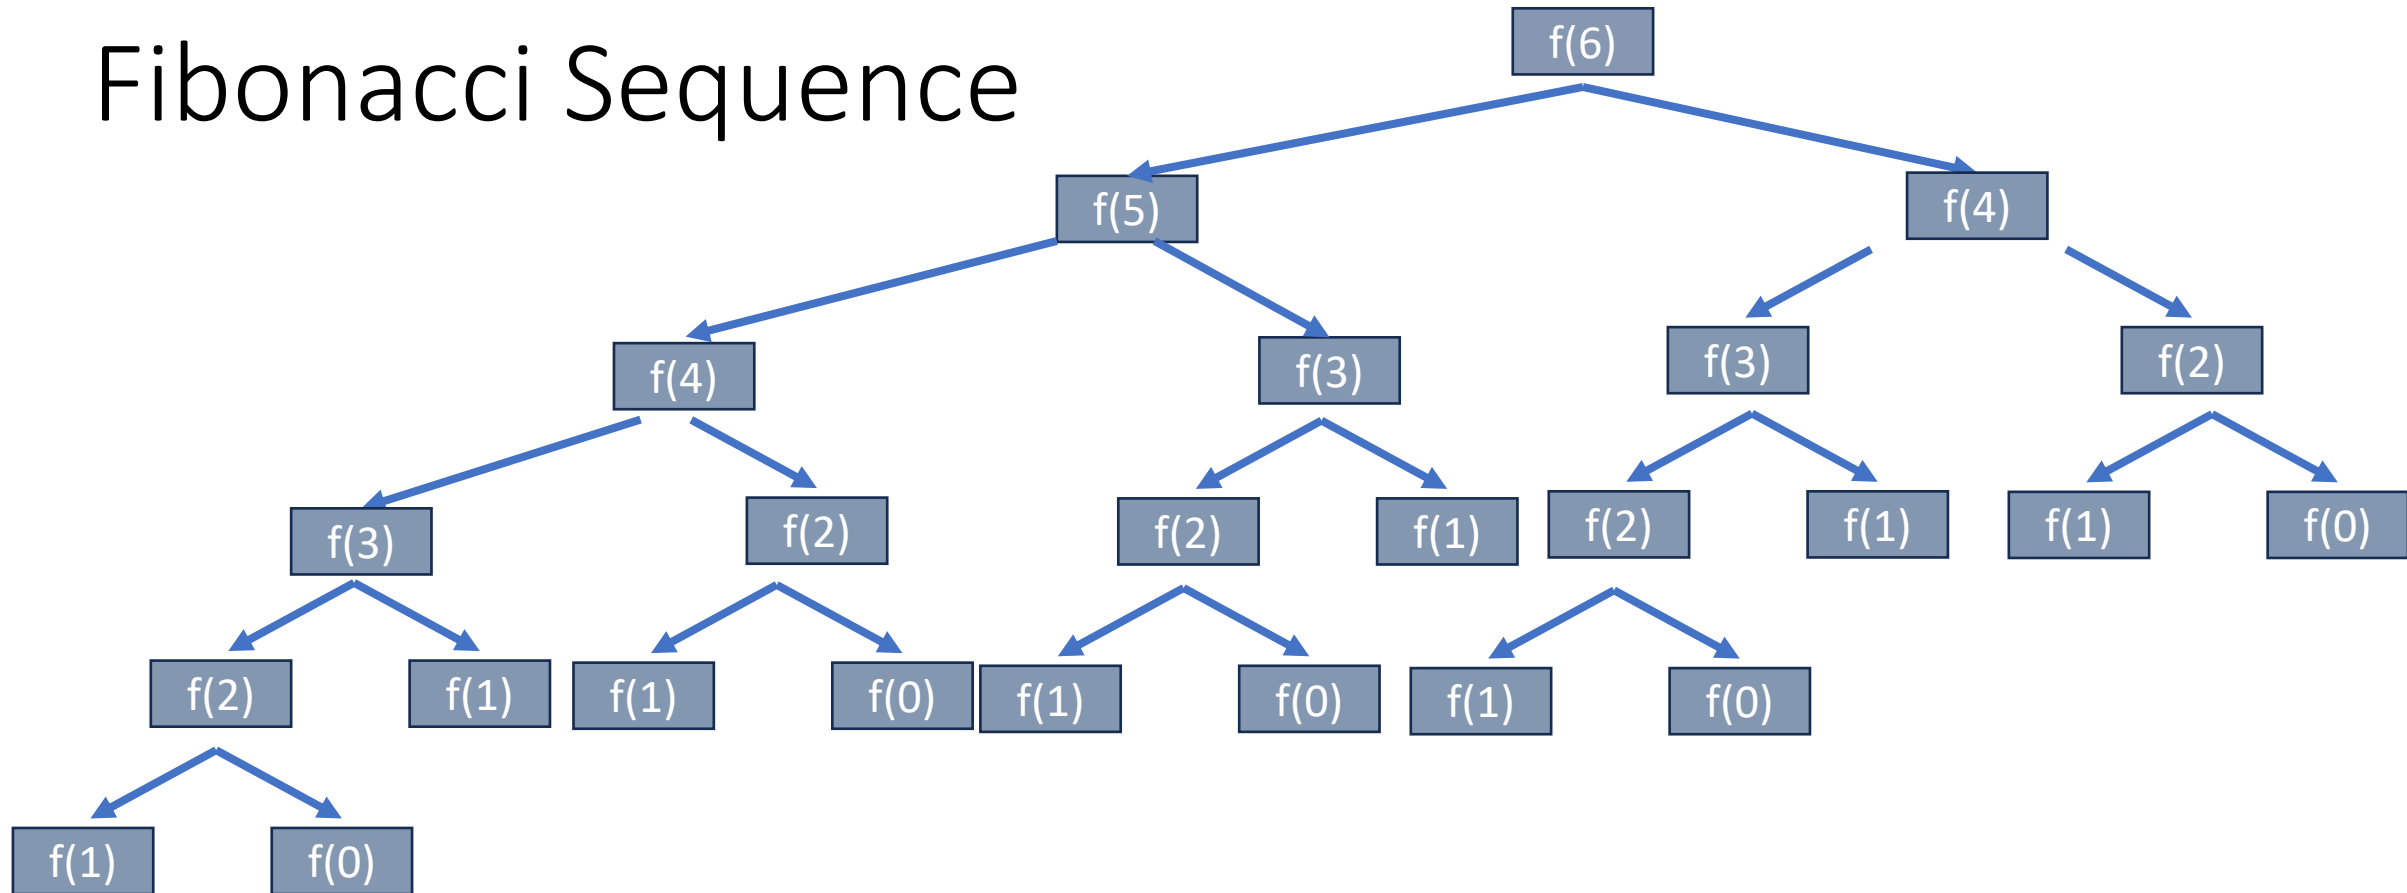 Fibonacci Sequence
f(6)
f(5)
f(4)
f(4)
f(3)
f(3)
f(2)
f(3)
f(2)
f(2)
f(1)
f(2)
f(1)
f(1)
f(0)
f(2)
f(1)
f(1)
f(0)
f(1)
f(0)
f(1)
f(0)
f(1)
f(0)